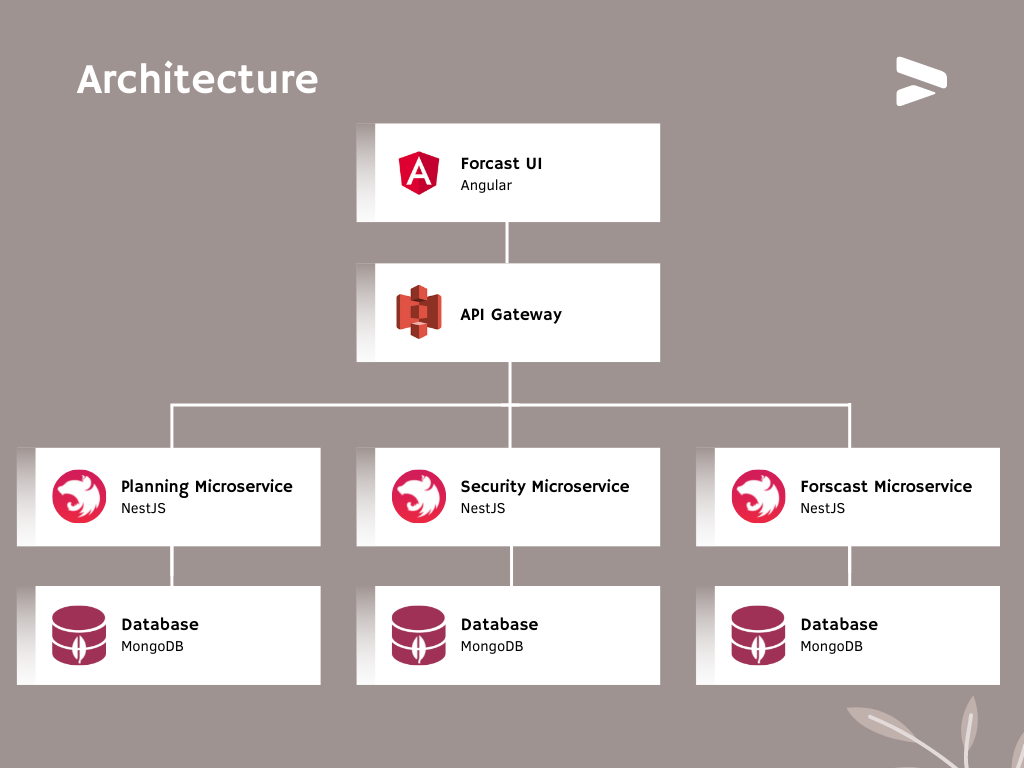 Architecture
Forcast UI
Angular
API Gateway
Planning Microservice
NestJS
Security Microservice
NestJS
Forscast Microservice
NestJS
Database
MongoDB
Database
MongoDB
Database
MongoDB